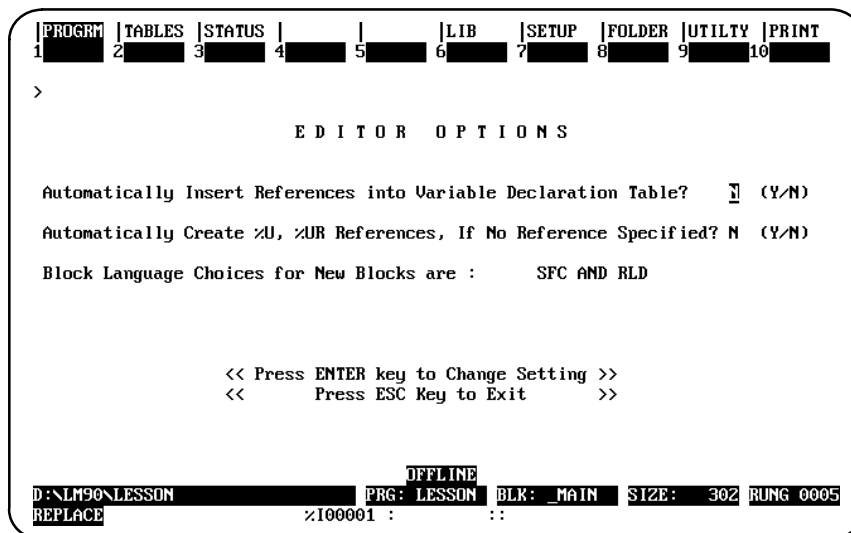 |PROGRM |TABLES |STATUS | | |LIB |SETUP |FOLDER |UTILTY |PRINT
1 2 3 4 5 6 7 8 9 10
>
E D I T O R O P T I O N S
Automatically Insert References into Variable Declaration Table? N (Y/N)
Automatically Create %U, %UR References, If No Reference Specified? N (Y/N)
Block Language Choices for New Blocks are : SFC AND RLD
<< Press ENTER key to Change Setting >>
<< Press ESC Key to Exit >>
OFFLINE
D:\LM90\LESSON PRG: LESSON BLK: _MAIN SIZE: 302 RUNG 0005
REPLACE %I00001 : ::